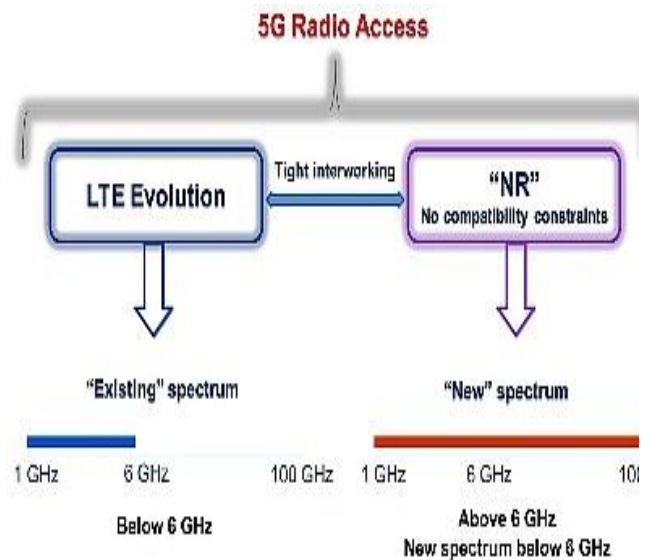 5G Radio Access
LTE Evolution
Tight interworking
"NR"
No compatibility constraints
"Existing" spectrum
"New" spectrum
1 GHz 6 GHz 100 GHz
1 GHz 6 GHz
Below 6 GHz
Above 6 GHz
New spectrum below 6 GHz